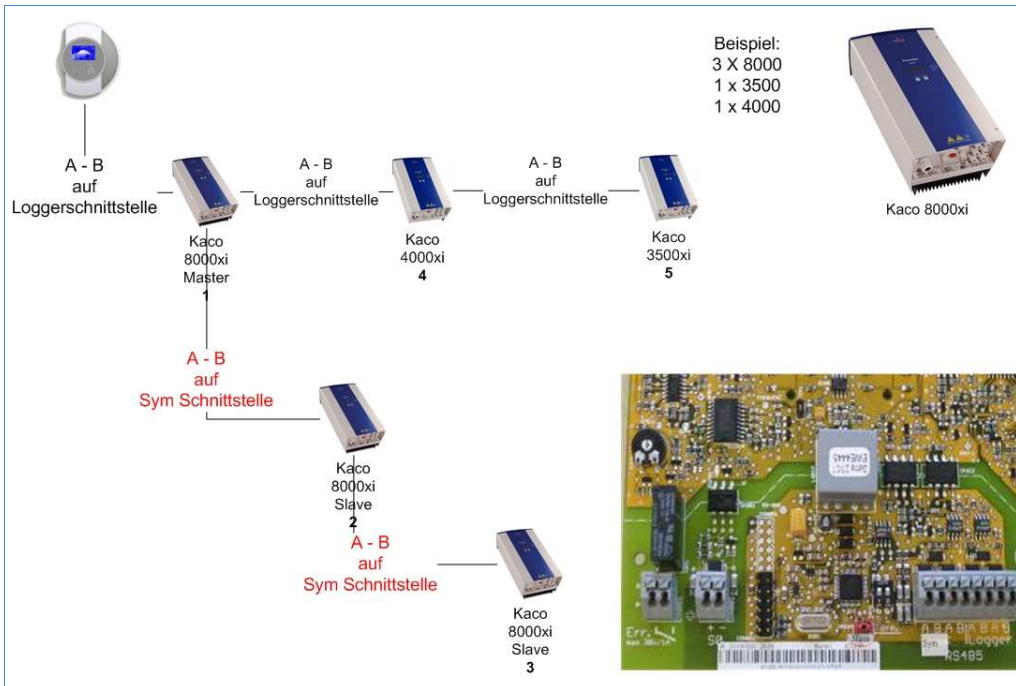 Beispiel:
3 X 8000
1 x 3500
1 x 4000
Kaco 8000xi
A - B
auf
Loggerschnittstelle
Kaco
8000xi
Master
1
A - B
auf
Loggerschnittstelle
Kaco
4000xi
4
A - B
auf
Loggerschnittstelle
Kaco
3500xi
5
A - B
auf
Sym Schnittstelle
Kaco
8000xi
Slave
2
A - B
auf
Sym Schnittstelle
Kaco
8000xi
Slave
3
Err.
S0
Slave
A B A B A B A B
Sym
Logger
RS485